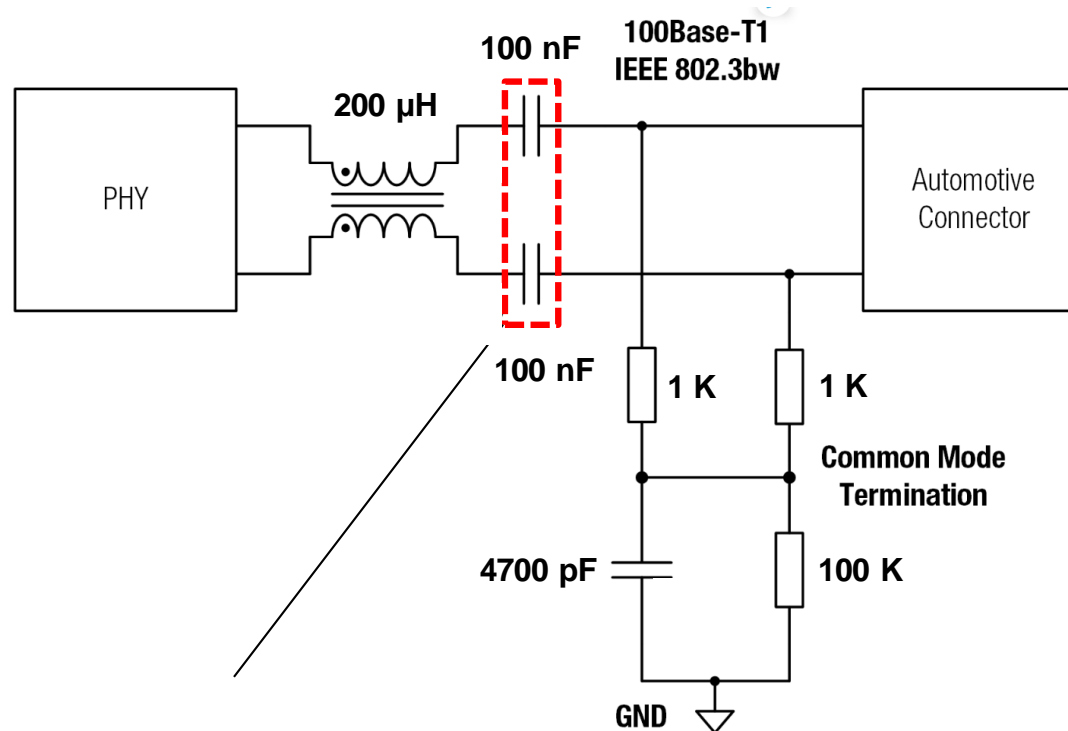 100Base-T1
IEEE 802.3bw
100 nF
200 µH
PHY
Automotive
Connector
100 nF
1 K
1 K
Common Mode
Termination
4700 pF
100 K
GND